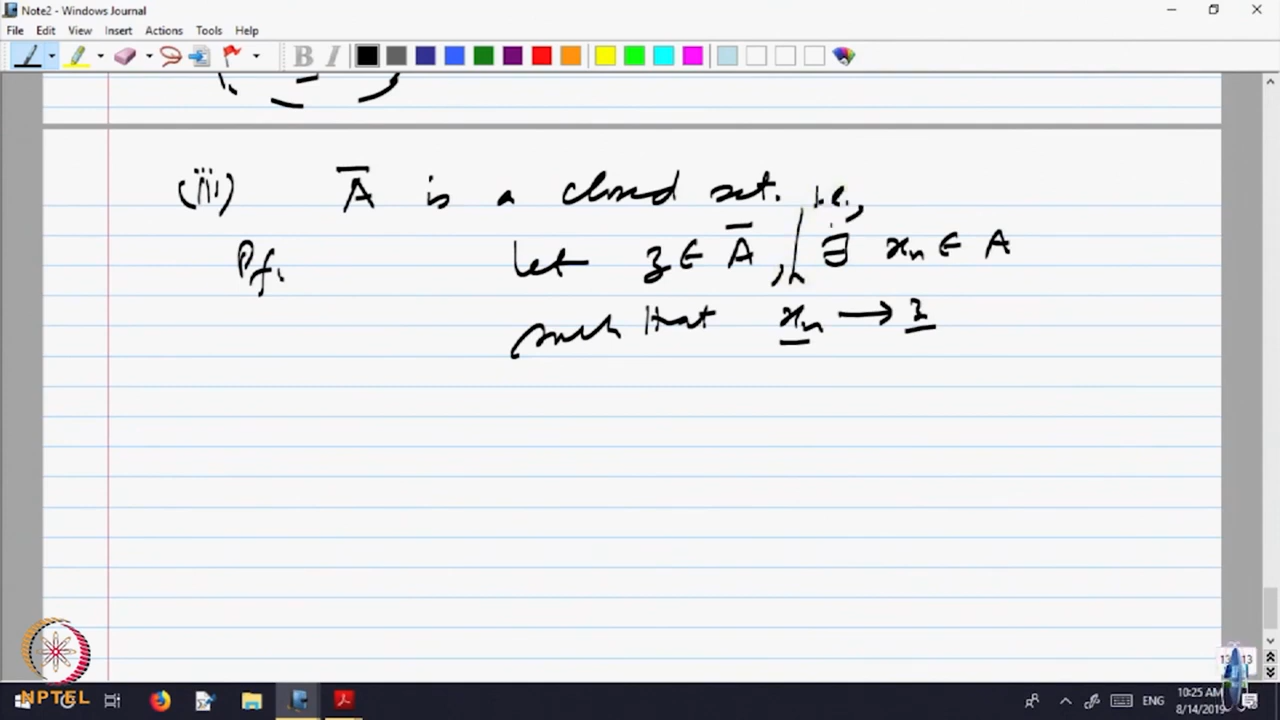 Note2 - Windows Journal
File Edit View Insert Actions Tools Help
B I
(iii) A̅ is a closed set. i.e.,
Pf. Let z ∈ A̅, ∃ xₙ ∈ A
such that xₙ → z
NPTEL
ENG
10:25 AM
8/14/2019